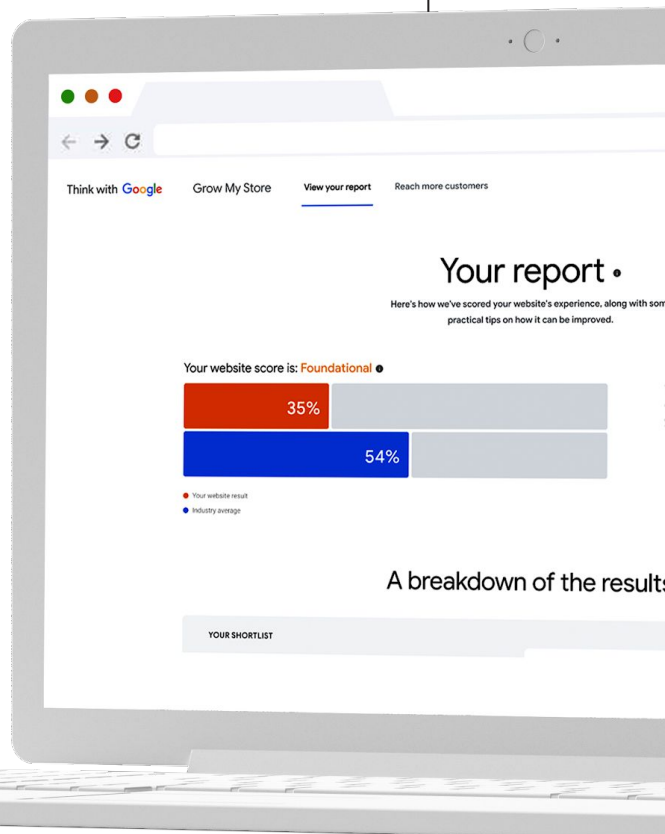 Think with Google Grow My Store View your report Reach more customers
Your report
Here's how we've scored your website's experience, along with som
practical tips on how it can be improved.
Your website score is: Foundational
35%
54%
Your website result
Industry average
A breakdown of the results
YOUR SHORTLIST